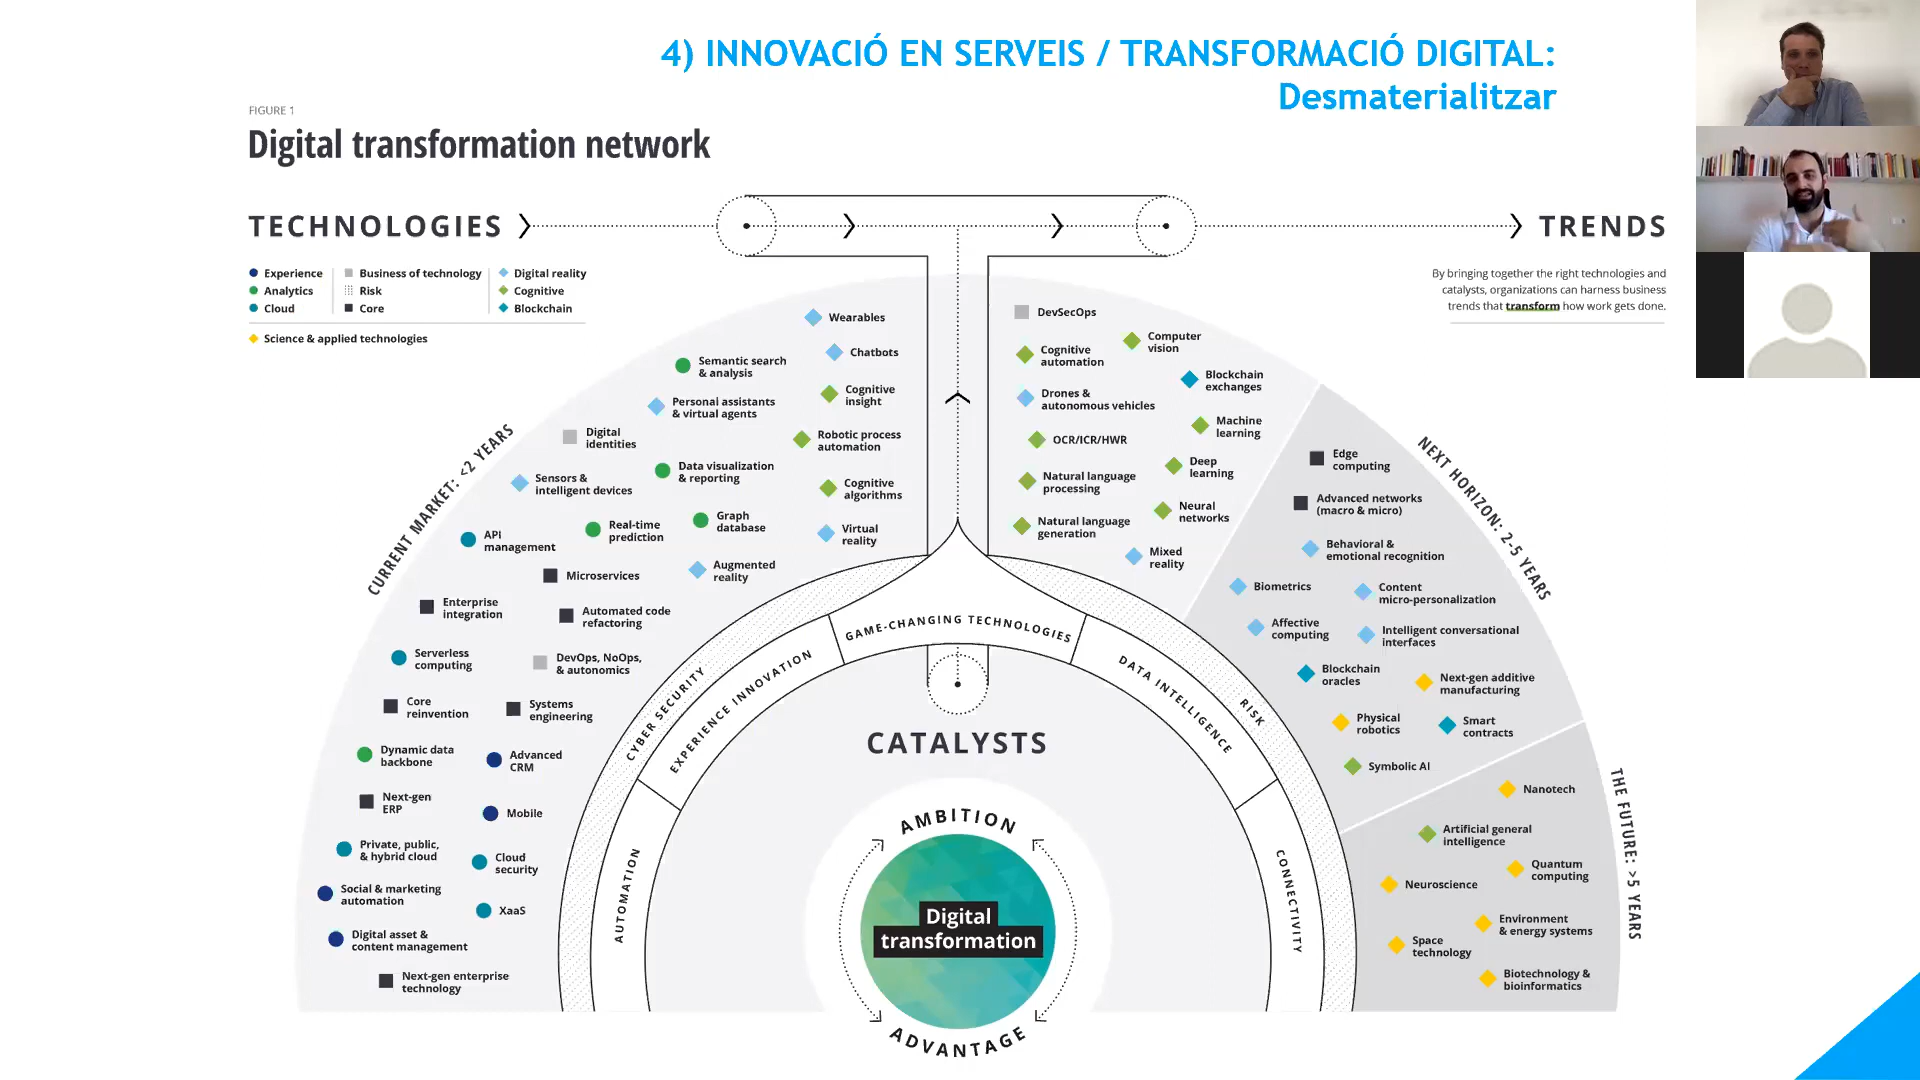 4) INNOVACIÓ EN SERVEIS / TRANSFORMACIÓ DIGITAL:
Desmaterialitzar
FIGURE 1
Digital transformation network
TECHNOLOGIES
TRENDS
Experience
Analytics
Cloud
Business of technology
Risk
Core
Digital reality
Cognitive
Blockchain
Science & applied technologies
By bringing together the right technologies and
catalysts, organizations can harness business
trends that transform how work gets done.
CURRENT MARKET: <2 YEARS
Wearables
Chatbots
Semantic search
& analysis
Cognitive
insight
Personal assistants
& virtual agents
Digital
identities
Robotic process
automation
Data visualization
& reporting
Sensors &
intelligent devices
Cognitive
algorithms
Graph
database
Real-time
prediction
Virtual
reality
API
management
Augmented
reality
Microservices
Enterprise
integration
Automated code
refactoring
Serverless
computing
DevOps, NoOps,
& autonomics
Core
reinvention
Systems
engineering
Dynamic data
backbone
Advanced
CRM
Next-gen
ERP
Mobile
Private, public,
& hybrid cloud
Cloud
security
Social & marketing
automation
XaaS
Digital asset &
content management
Next-gen enterprise
technology
DevSecOps
Computer
vision
Cognitive
automation
Blockchain
exchanges
Drones &
autonomous vehicles
Machine
learning
OCR/ICR/HWR
Deep
learning
Natural language
processing
Neural
networks
Natural language
generation
Mixed
reality
NEXT HORIZON: 2-5 YEARS
Edge
computing
Advanced networks
(macro & micro)
Behavioral &
emotional recognition
Biometrics
Content
micro-personalization
Affective
computing
Intelligent conversational
interfaces
Blockchain
oracles
Next-gen additive
manufacturing
Physical
robotics
Smart
contracts
Symbolic AI
THE FUTURE: >5 YEARS
Nanotech
Artificial general
intelligence
Quantum
computing
Neuroscience
Environment
& energy systems
Space
technology
Biotechnology &
bioinformatics
CYBER SECURITY
RISK
AUTOMATION
EXPERIENCE INNOVATION
GAME-CHANGING TECHNOLOGIES
DATA INTELLIGENCE
CONNECTIVITY
CATALYSTS
AMBITION
Digital
transformation
ADVANTAGE